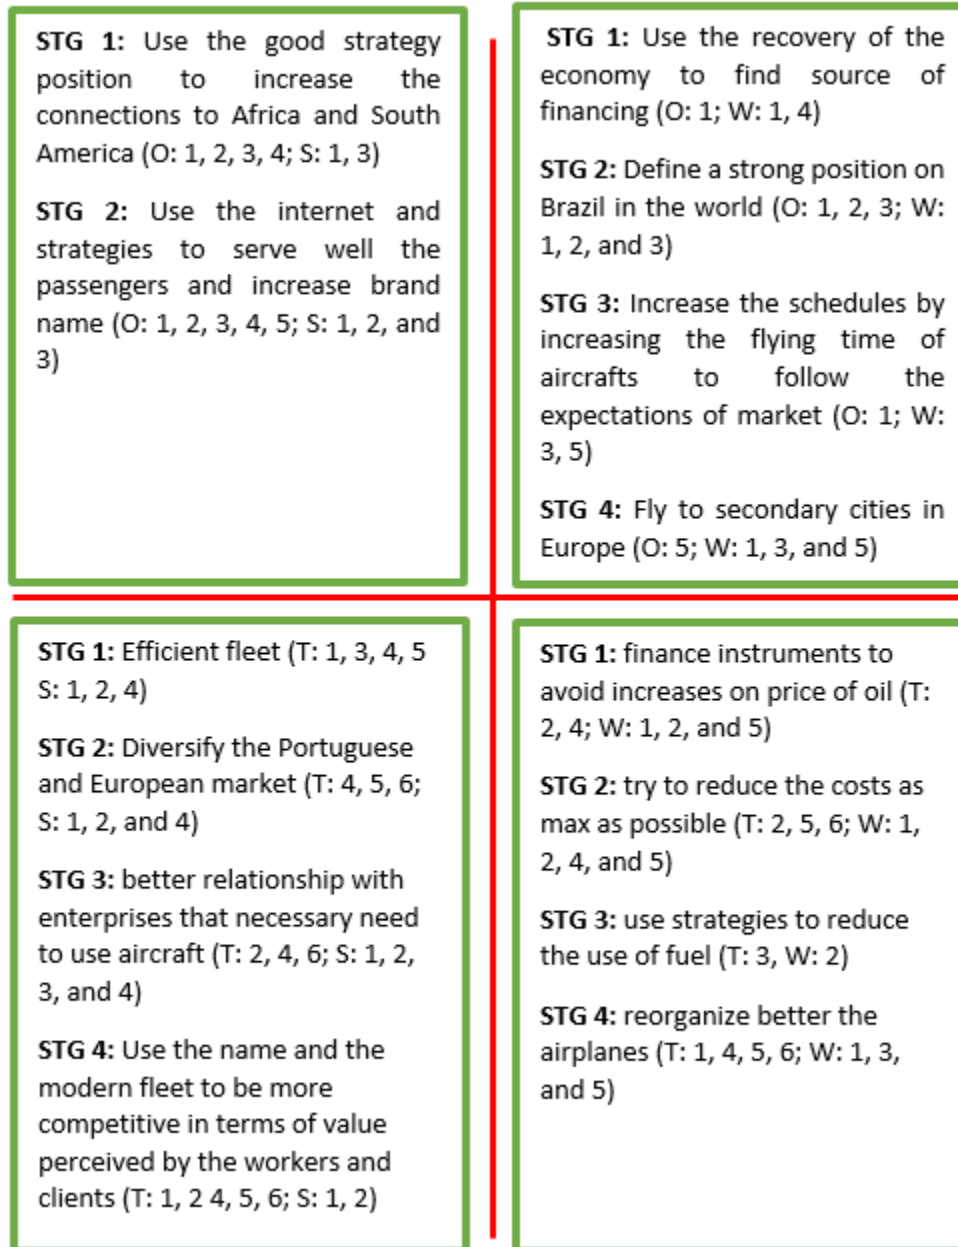 STG 1: Use the good strategy
position to increase the
connections to Africa and South
America (O: 1, 2, 3, 4; S: 1, 3)
STG 2: Use the internet and
strategies to serve well the
passengers and increase brand
name (O: 1, 2, 3, 4, 5; S: 1, 2, and
3)
STG 1: Use the recovery of the
economy to find source of
financing (O: 1; W: 1, 4)
STG 2: Define a strong position on
Brazil in the world (O: 1, 2, 3; W:
1, 2, and 3)
STG 3: Increase the schedules by
increasing the flying time of
aircrafts to follow the
expectations of market (O: 1; W:
3, 5)
STG 4: Fly to secondary cities in
Europe (O: 5; W: 1, 3, and 5)
STG 1: Efficient fleet (T: 1, 3, 4, 5
S: 1, 2, 4)
STG 2: Diversify the Portuguese
and European market (T: 4, 5, 6;
S: 1, 2, and 4)
STG 3: better relationship with
enterprises that necessary need
to use aircraft (T: 2, 4, 6; S: 1, 2,
3, and 4)
STG 4: Use the name and the
modern fleet to be more
competitive in terms of value
perceived by the workers and
clients (T: 1, 2 4, 5, 6; S: 1, 2)
STG 1: finance instruments to
avoid increases on price of oil (T:
2, 4; W: 1, 2, and 5)
STG 2: try to reduce the costs as
max as possible (T: 2, 5, 6; W: 1,
2, 4, and 5)
STG 3: use strategies to reduce
the use of fuel (T: 3, W: 2)
STG 4: reorganize better the
airplanes (T: 1, 4, 5, 6; W: 1, 3,
and 5)